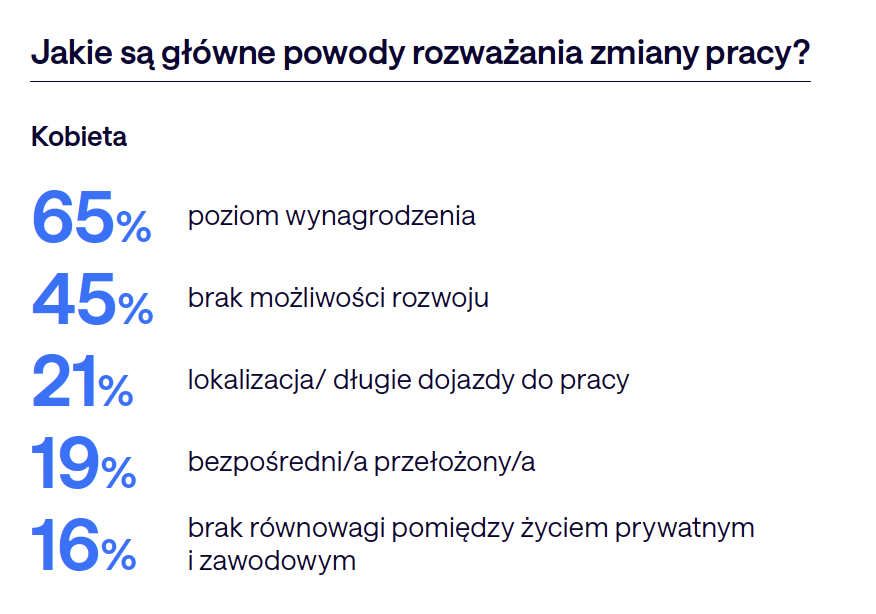 Jakie są główne powody rozważania zmiany pracy?
Kobieta
65% poziom wynagrodzenia
45% brak możliwości rozwoju
21% lokalizacja/ długie dojazdy do pracy
19% bezpośredni/a przełożony/a
16% brak równowagi pomiędzy życiem prywatnym
i zawodowym